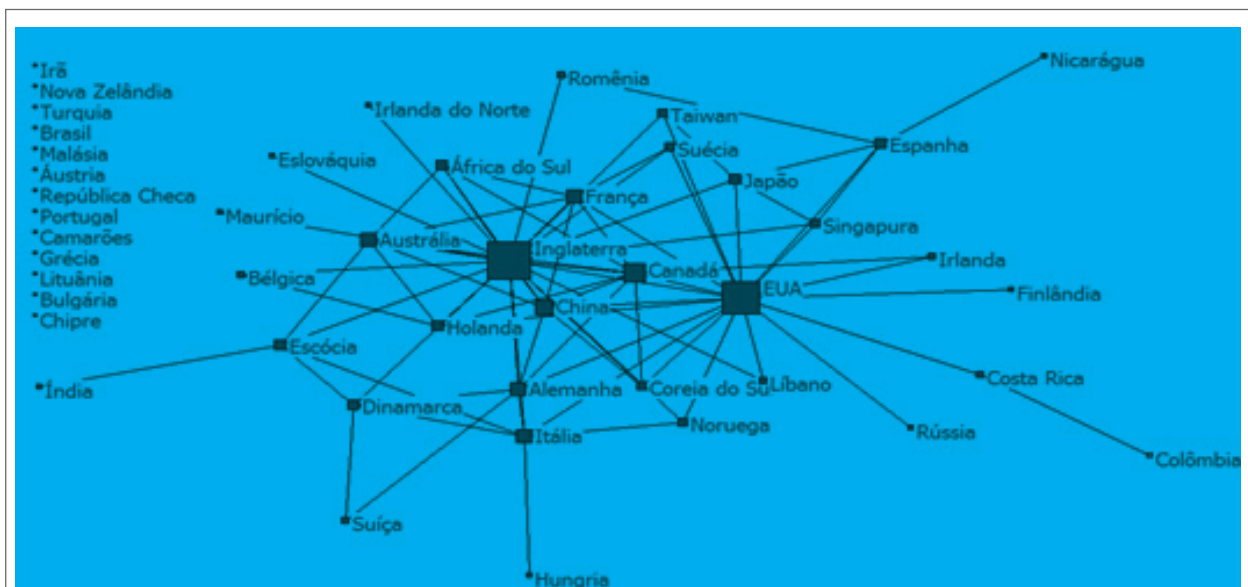 Irã
Nova Zelândia
Turquia
Brasil
Malásia
Áustria
República Checa
Portugal
Camarões
Grécia
Lituânia
Bulgária
Chipre
Nicarágua
Romênia
Irlanda do Norte
Taiwan
Espanha
Suécia
Eslováquia
África do Sul
Japão
França
Maurício
Singapura
Austrália
Inglaterra
Irlanda
Canadá
Bélgica
EUA
Finlândia
China
Holanda
Escócia
Costa Rica
Líbano
Índia
Alemanha
Coreia do Sul
Dinamarca
Noruega
Itália
Rússia
Colômbia
Suíça
Hungria